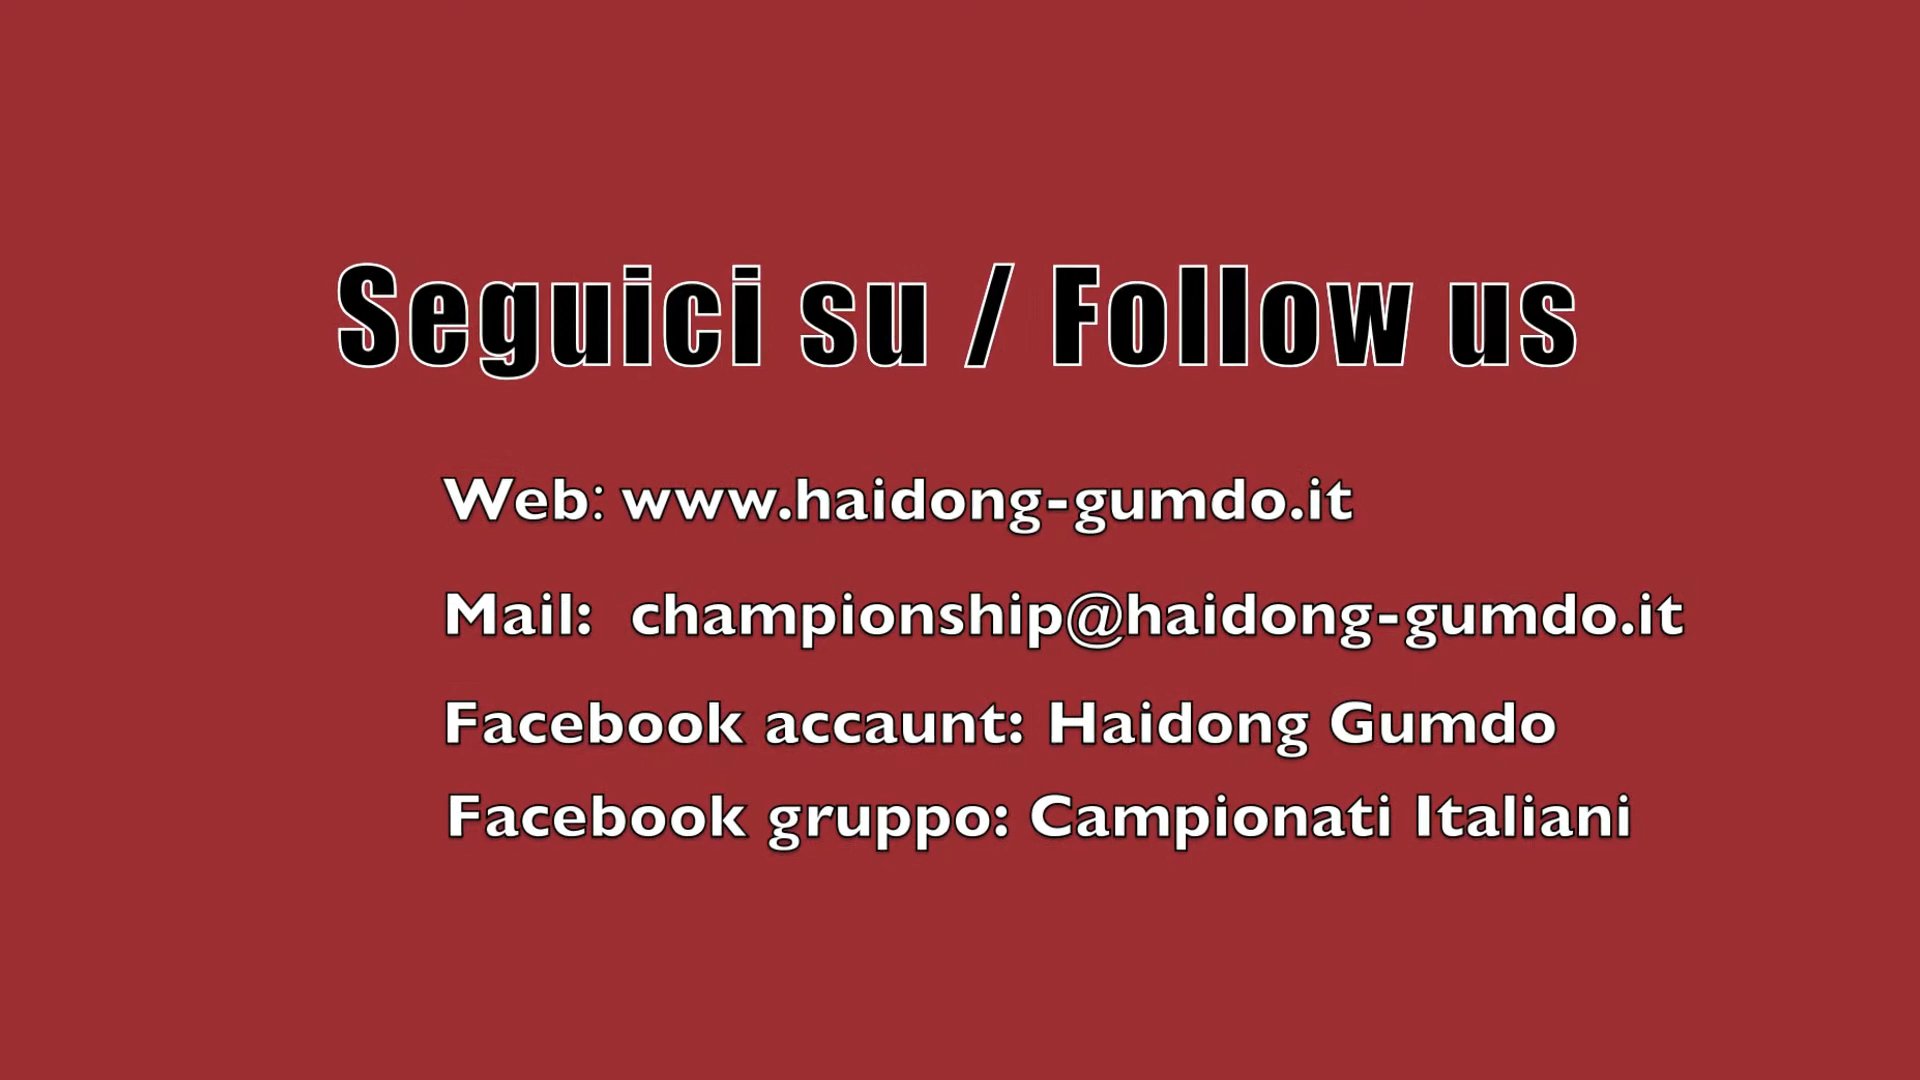 Seguici su / Follow us
Web: www.haidong-gumdo.it
Mail: championship@haidong-gumdo.it
Facebook accaunt: Haidong Gumdo
Facebook gruppo: Campionati Italiani